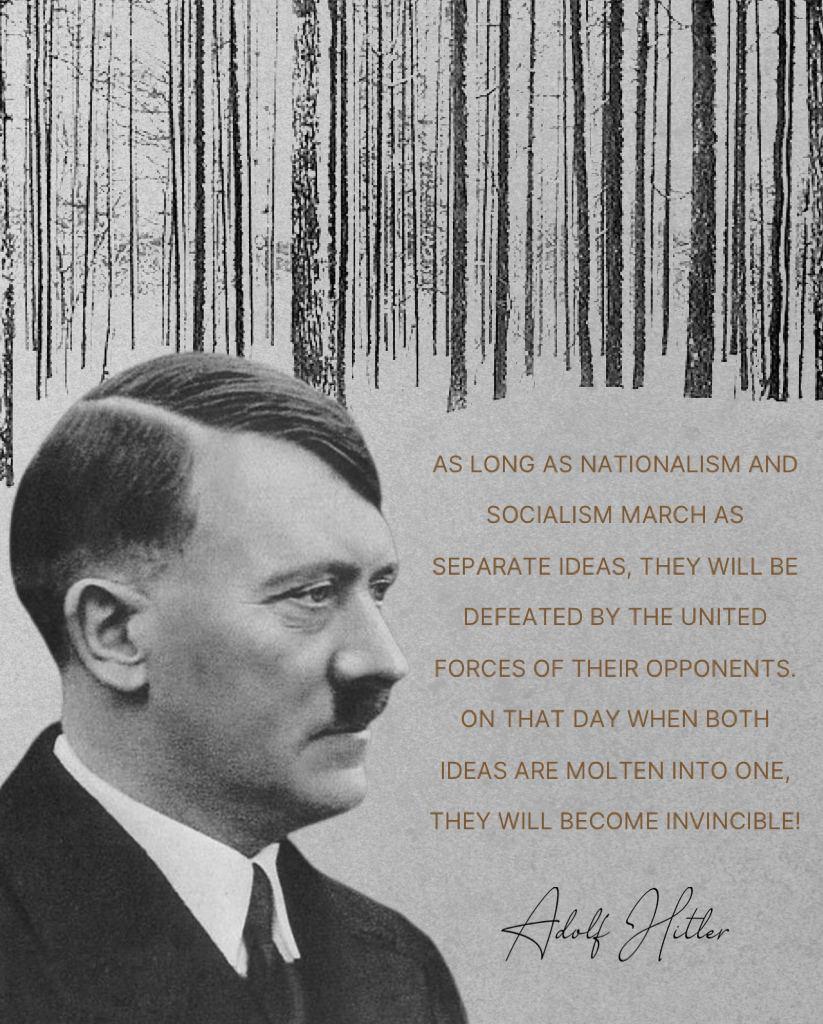 AS LONG AS NATIONALISM AND
SOCIALISM MARCH AS
SEPARATE IDEAS, THEY WILL BE
DEFEATED BY THE UNITED
FORCES OF THEIR OPPONENTS.
ON THAT DAY WHEN BOTH
IDEAS ARE MOLTEN INTO ONE,
THEY WILL BECOME INVINCIBLE!
Adolf Hitler